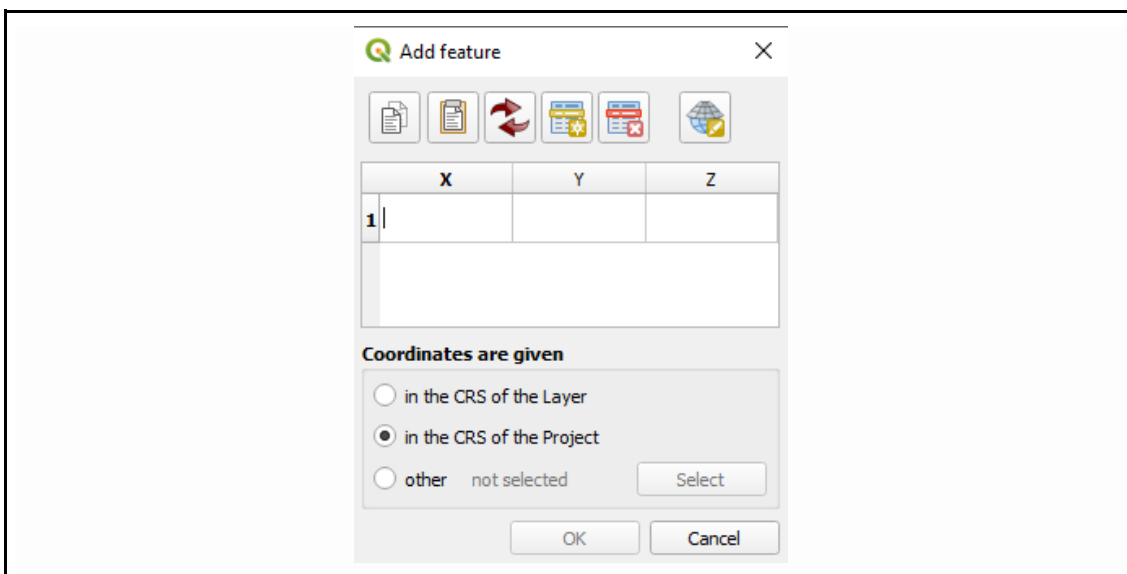 Add feature
X Y Z
1
Coordinates are given
in the CRS of the Layer
in the CRS of the Project
other not selected Select
OK Cancel